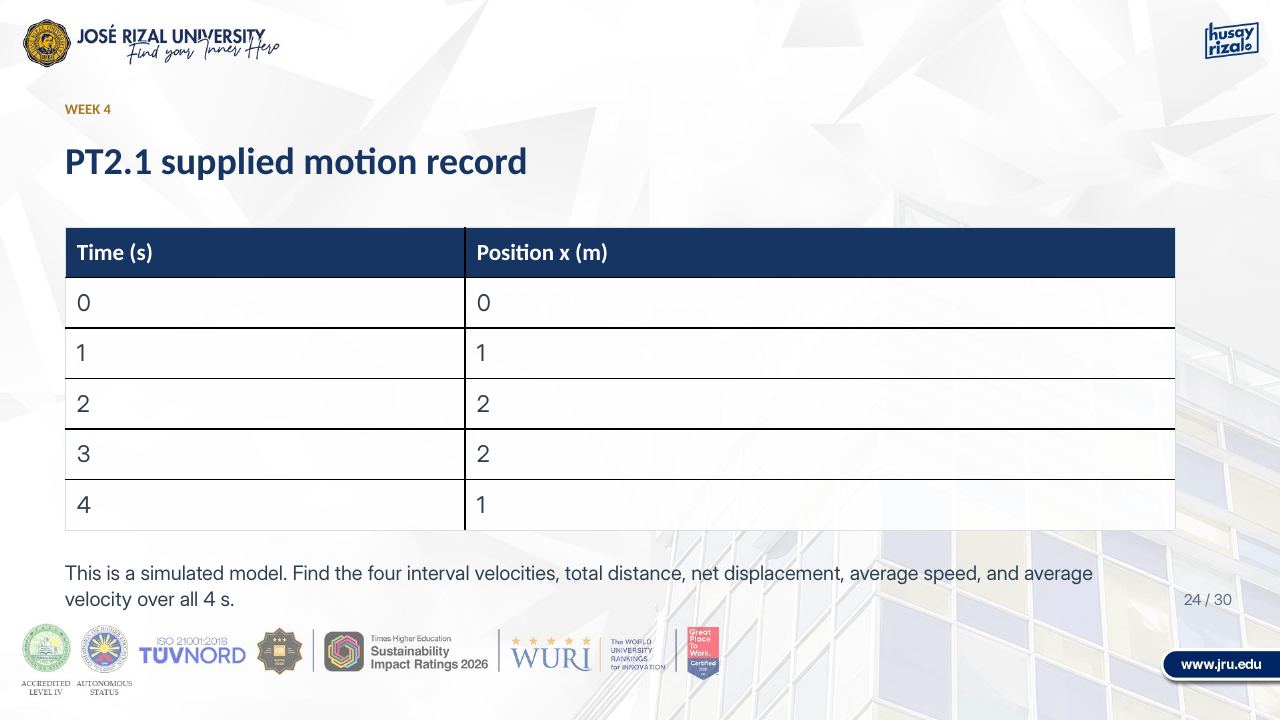 JOSÉ RIZAL UNIVERSITY
Find your Inner Hero
husay
rizal
WEEK 4
PT2.1 supplied motion record
Time (s) Position x (m)
0 0
1 1
2 2
3 2
4 1
This is a simulated model. Find the four interval velocities, total distance, net displacement, average speed, and average
velocity over all 4 s.
24 / 30
ACCREDITED
LEVEL IV
AUTONOMOUS
STATUS
ISO 21001:2018
TÜVNORD
Times Higher Education
Sustainability
Impact Ratings 2026
WURI
The WORLD
UNIVERSITY
RANKINGS
for INNOVATION
Great
Place
To
Work.
Certified
www.jru.edu